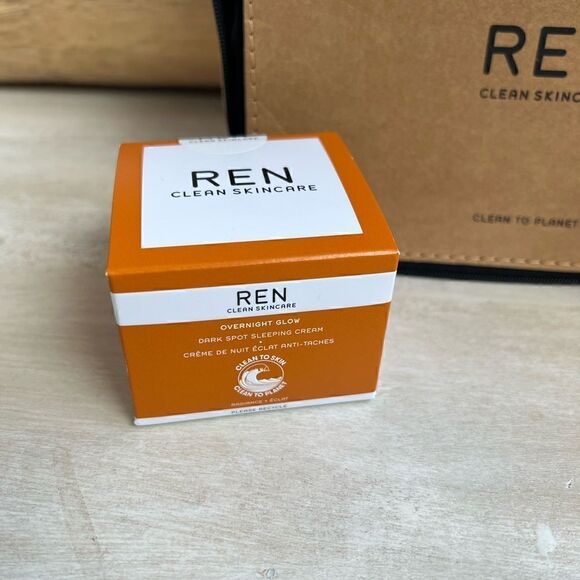 REN
CLEAN SKINCARE
REN
CLEAN SKINCARE
OVERNIGHT GLOW
DARK SPOT SLEEPING CREAM
•
CRÈME DE NUIT ÉCLAT ANTI-TACHES
CLEAN TO SKIN
CLEAN TO PLANET
RADIANCE • ÉCLAT
PLEASE RECYCLE
RE
CLEAN SKINC
CLEAN TO PLANET